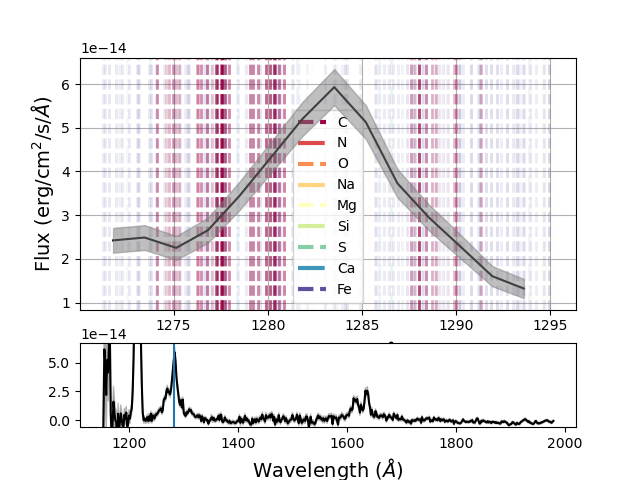 1e−14
6
5
4
3
2
1
Flux (erg/cm²/s/Å)
C
N
O
Na
Mg
Si
S
Ca
Fe
1275 1280 1285 1290 1295
1e−14
5.0
2.5
0.0
1200 1400 1600 1800 2000
Wavelength (Å)